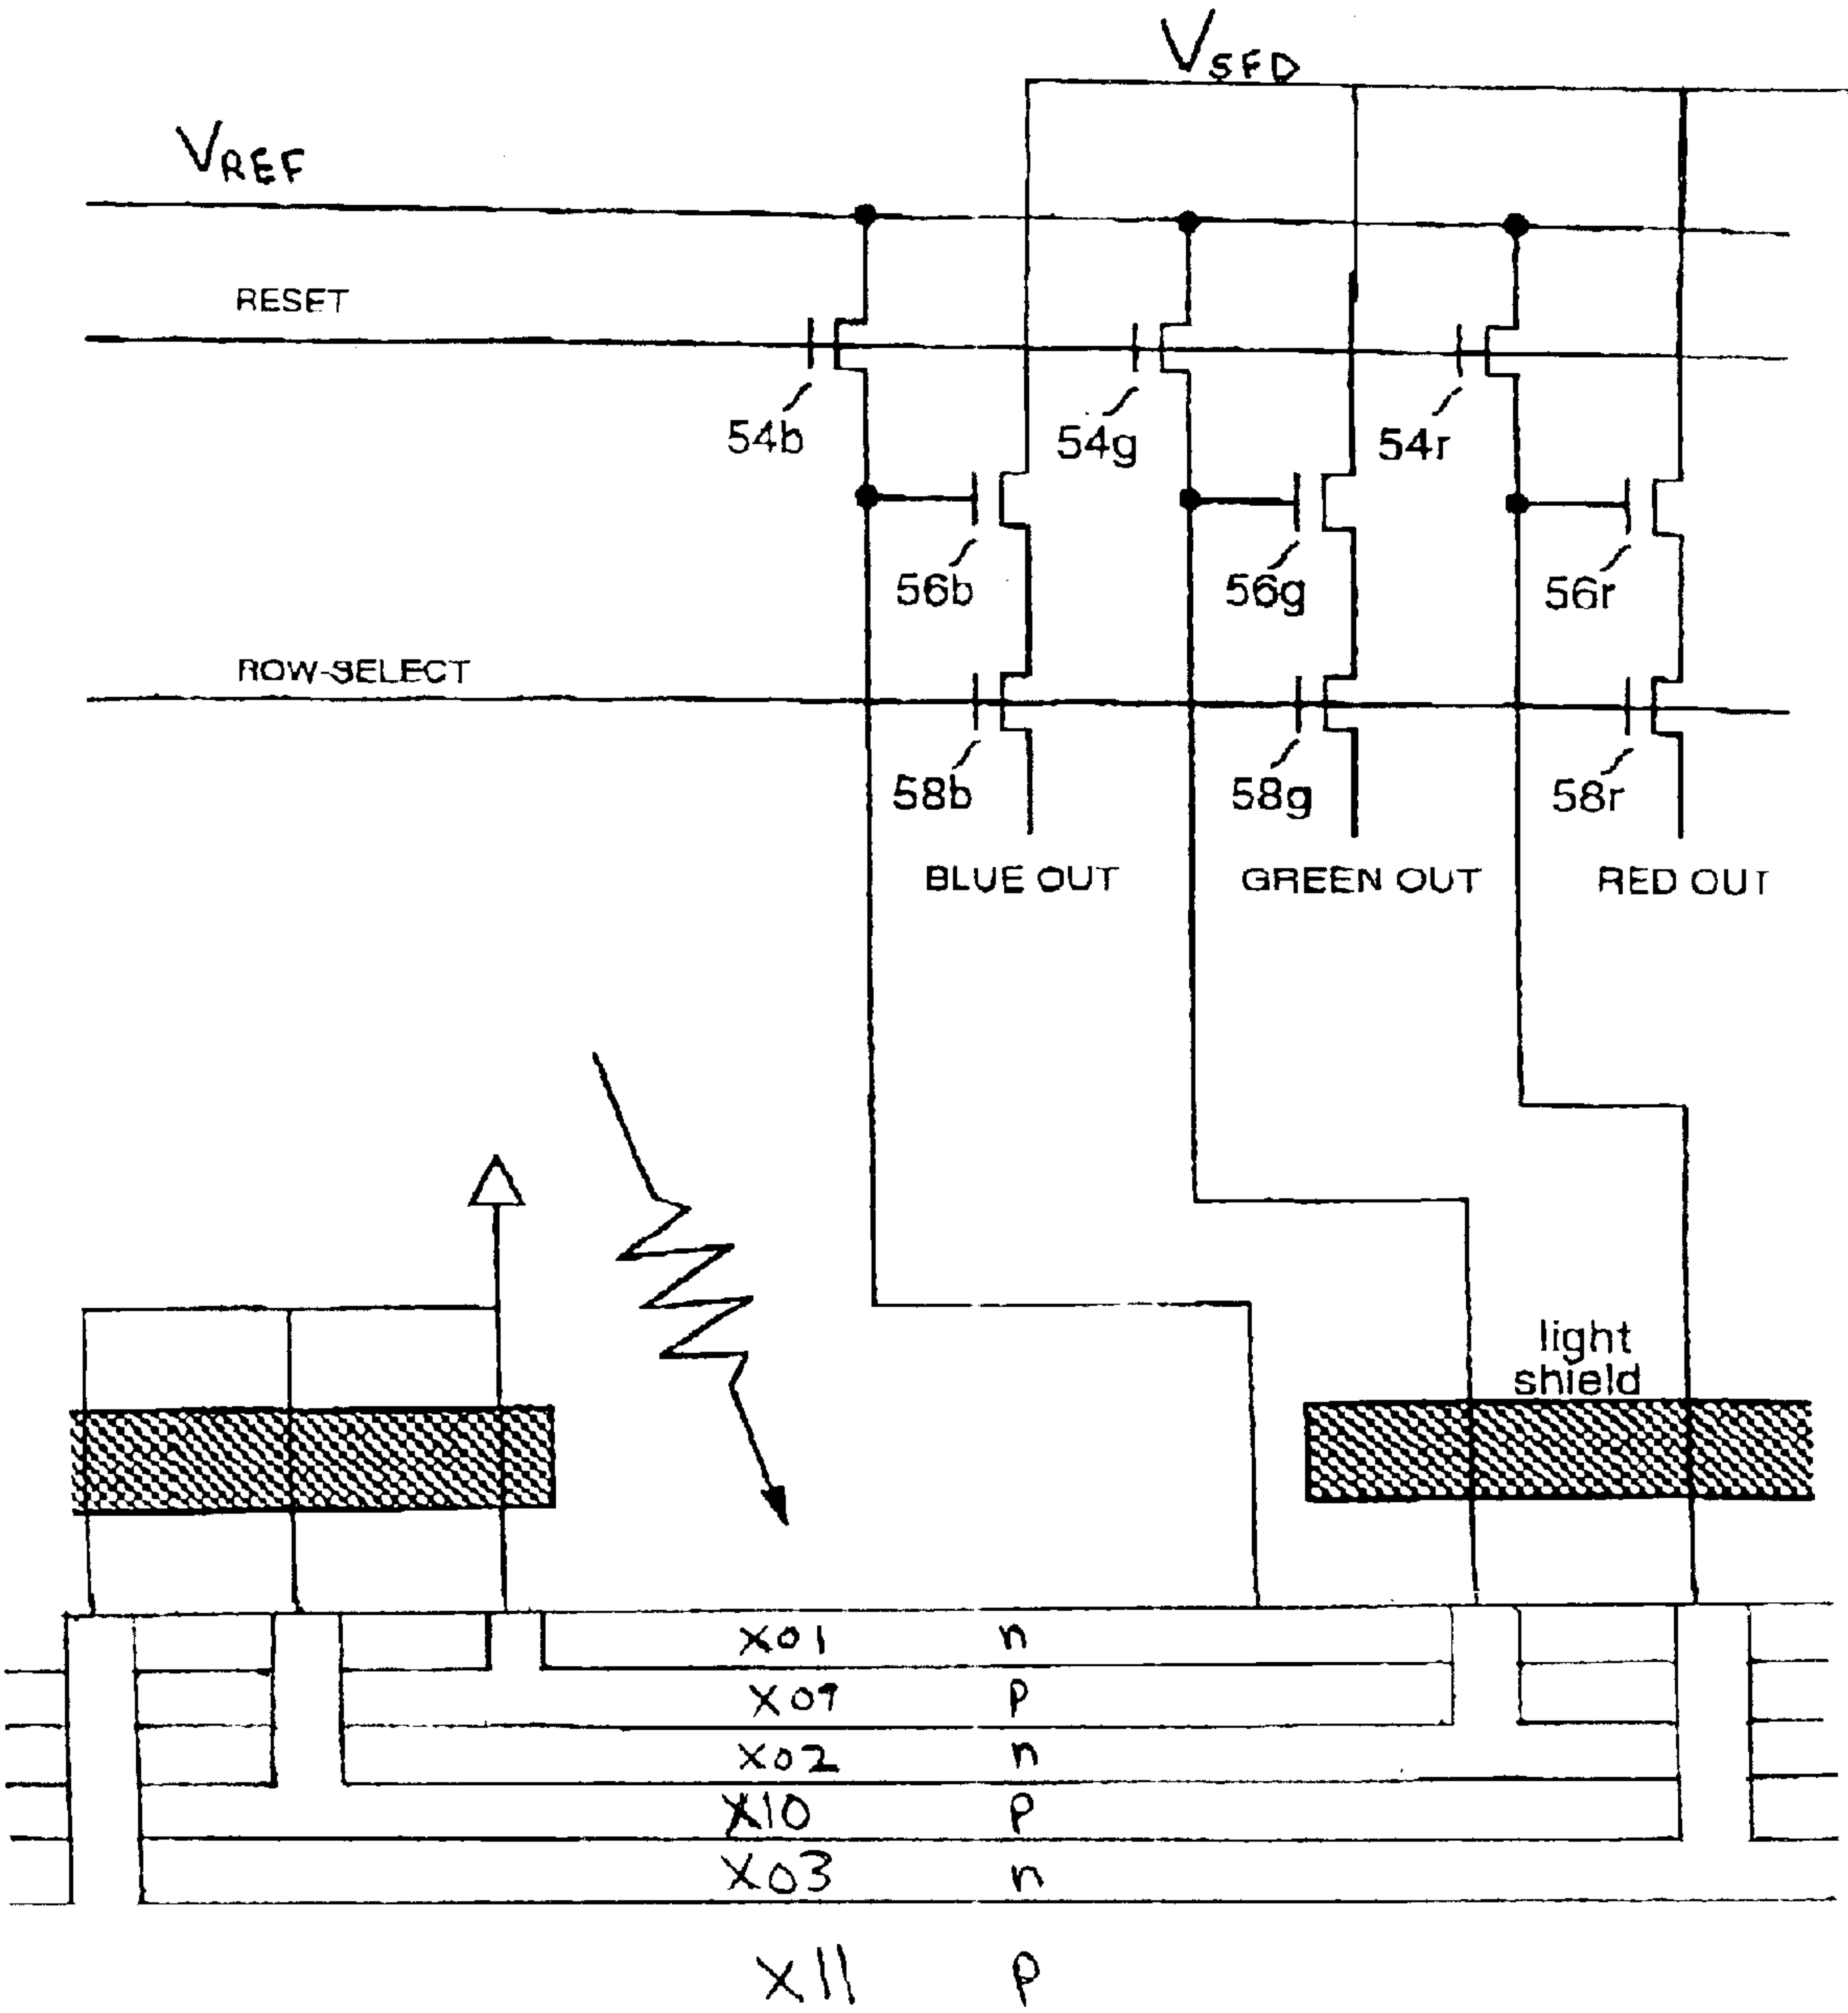 VSFD
VREF
RESET
54b 54g 54r
56b 56g 56r
ROW-SELECT
58b 58g 58r
BLUE OUT GREEN OUT RED OUT
light
shield
X01 n
X09 p
X02 n
X10 p
X03 n
X11 p